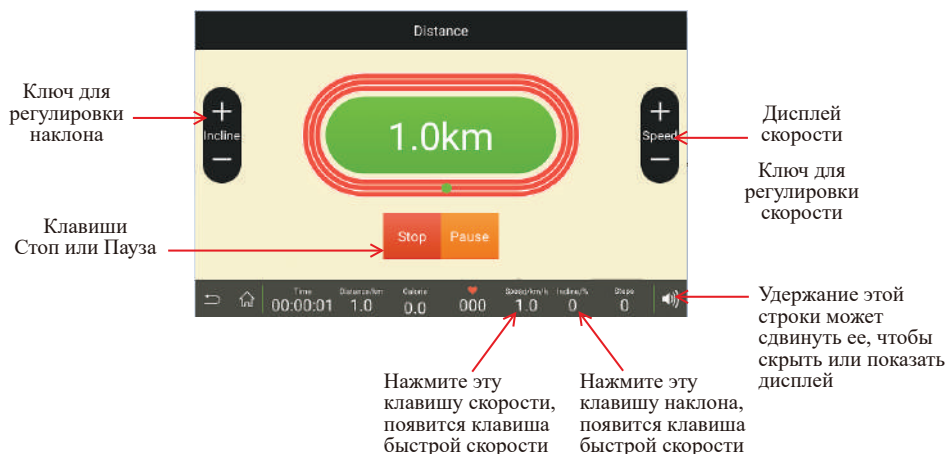 Distance
Ключ для
регулировки
наклона
+
Incline
−
1.0km
+
Speed
−
Дисплей
скорости
Ключ для
регулировки
скорости
Клавиши
Стоп или Пауза
Stop
Pause
Time
00:00:01
Distance/km
1.0
Calorie
0.0
000
Speed/km/h
1.0
Incline/%
0
Steps
0
Удержание этой
строки может
сдвинуть ее, чтобы
скрыть или показать
дисплей
Нажмите эту
клавишу скорости,
появится клавиша
быстрой скорости
Нажмите эту
клавишу наклона,
появится клавиша
быстрой скорости